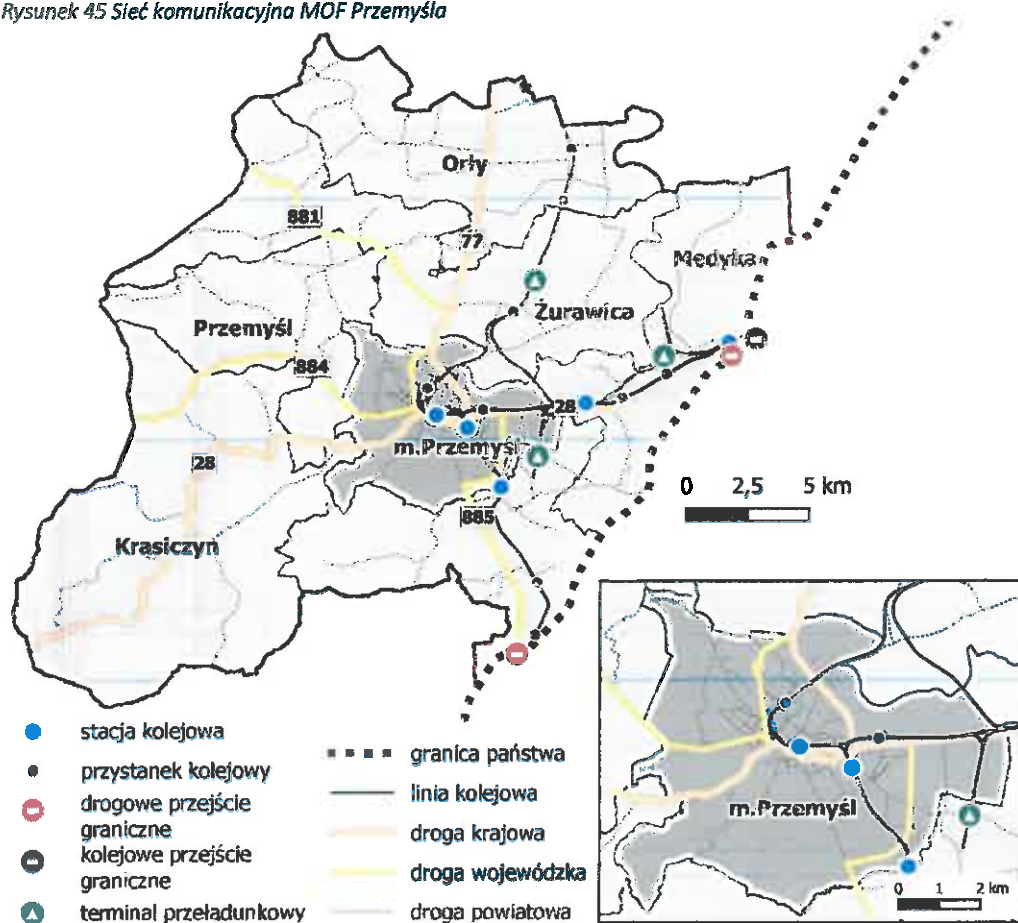 Rysunek 45 Sieć komunikacyjna MOF Przemyśla
Orły
881
77
Medyka
Żurawica
Przemyśl
884
28
m.Przemyśl
28
885
Krasiczyn
0 2,5 5 km
m.Przemyśl
0 1 2 km
stacja kolejowa
przystanek kolejowy
drogowe przejście
graniczne
kolejowe przejście
graniczne
terminal przeładunkowy
granica państwa
linia kolejowa
droga krajowa
droga wojewódzka
droga powiatowa